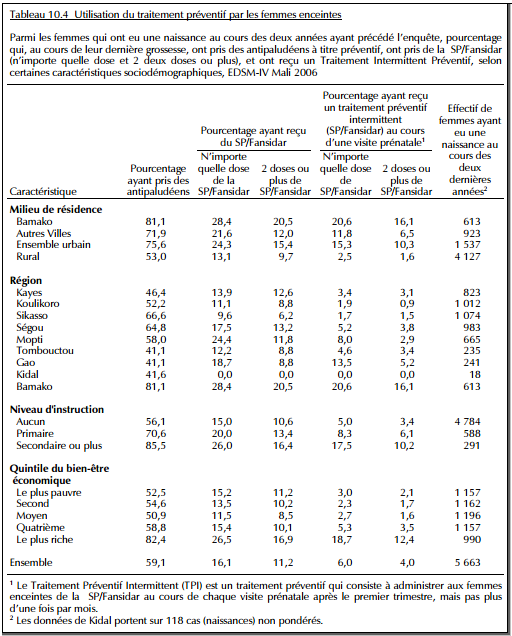 Tableau 10.4 Utilisation du traitement préventif par les femmes enceintes
Parmi les femmes qui ont eu une naissance au cours des deux années ayant précédé l'enquête, pourcentage
qui, au cours de leur dernière grossesse, ont pris des antipaludéens à titre préventif, ont pris de la SP/Fansidar
(n'importe quelle dose et 2 deux doses ou plus), et ont reçu un Traitement Intermittent Préventif, selon
certaines caractéristiques sociodémographiques, EDSM-IV Mali 2006
Caractéristique
Pourcentage
ayant pris des
antipaludéens
Pourcentage ayant reçu
du SP/Fansidar
N'importe
quelle dose
de la
SP/Fansidar
2 doses ou
plus de
SP/Fansidar
Pourcentage ayant reçu
un traitement préventif
intermittent
(SP/Fansidar) au cours
d'une visite prénatale¹
N'importe
quelle dose
de
SP/Fansidar
2 doses ou
plus de
SP/Fansidar
Effectif de
femmes ayant
eu une
naissance au
cours des
deux
dernières
années²
Milieu de résidence
Bamako 81,1 28,4 20,5 20,6 16,1 613
Autres Villes 71,9 21,6 12,0 11,8 6,5 923
Ensemble urbain 75,6 24,3 15,4 15,3 10,3 1 537
Rural 53,0 13,1 9,7 2,5 1,6 4 127
Région
Kayes 46,4 13,9 12,6 3,4 3,1 823
Koulikoro 52,2 11,1 8,8 1,9 0,9 1 012
Sikasso 66,6 9,6 6,2 1,7 1,5 1 074
Ségou 64,8 17,5 13,2 5,2 3,8 983
Mopti 58,0 24,4 11,8 8,0 2,9 665
Tombouctou 41,1 12,2 8,8 4,6 3,4 235
Gao 41,1 18,7 8,8 13,5 5,2 241
Kidal 41,6 0,0 0,0 0,0 0,0 18
Bamako 81,1 28,4 20,5 20,6 16,1 613
Niveau d'instruction
Aucun 56,1 15,0 10,6 5,0 3,4 4 784
Primaire 70,6 20,0 13,4 8,3 6,1 588
Secondaire ou plus 85,5 26,0 16,4 17,5 10,2 291
Quintile du bien-être
économique
Le plus pauvre 52,5 15,2 11,2 3,0 2,1 1 157
Second 54,6 13,5 10,2 2,3 1,7 1 162
Moyen 50,9 11,5 8,5 2,7 1,6 1 196
Quatrième 58,8 15,4 10,1 5,3 3,5 1 157
Le plus riche 82,4 26,5 16,9 18,7 12,4 990
Ensemble 59,1 16,1 11,2 6,0 4,0 5 663
¹ Le Traitement Préventif Intermittent (TPI) est un traitement préventif qui consiste à administrer aux femmes
enceintes de la SP/Fansidar au cours de chaque visite prénatale après le premier trimestre, mais pas plus
d'une fois par mois.
² Les données de Kidal portent sur 118 cas (naissances) non pondérés.